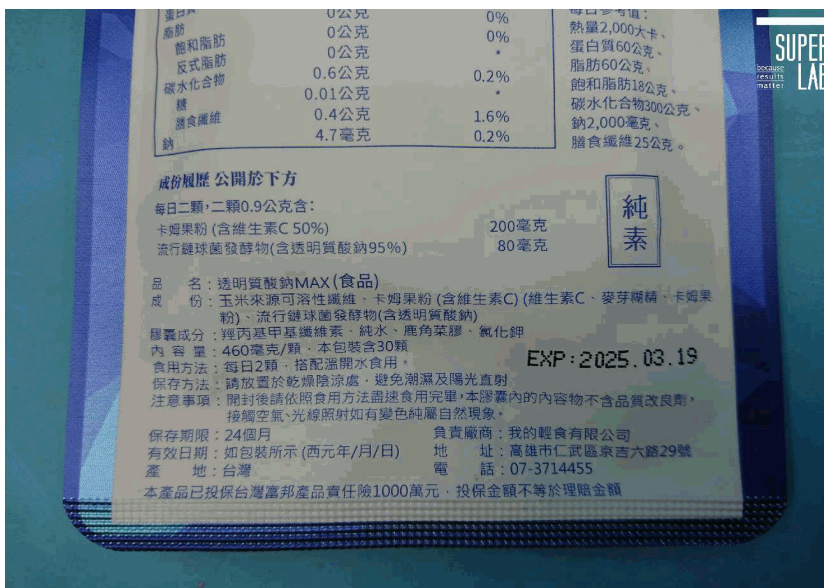 蛋白質 0公克 0%
脂肪 0公克 0%
飽和脂肪 0公克 *
反式脂肪
碳水化合物 0.6公克 0.2%
糖 0.01公克 *
膳食纖維 0.4公克 1.6%
鈉 4.7毫克 0.2%
每日參考值：
熱量2,000大卡、
蛋白質60公克、
脂肪60公克、
飽和脂肪18公克、
碳水化合物300公克、
鈉2,000毫克、
膳食纖維25公克。
SUPER
LAB
because
results
matter
成份履歷 公開於下方
每日二顆,二顆0.9公克含：
卡姆果粉 (含維生素C 50%) 200毫克
流行鏈球菌發酵物(含透明質酸鈉95%) 80毫克
純素
品 名：透明質酸鈉MAX (食品)
成 份：玉米來源可溶性纖維、卡姆果粉 (含維生素C) (維生素C、麥芽糊精、卡姆果
粉)、流行鏈球菌發酵物(含透明質酸鈉)
膠囊成分：羥丙基甲基纖維素、純水、鹿角菜膠、氯化鉀
內 容 量：460毫克/顆，本包裝含30顆
食用方法：每日2顆，搭配溫開水食用。
EXP:2025.03.19
保存方法：請放置於乾燥陰涼處，避免潮濕及陽光直射
注意事項：開封後請依照食用方法盡速食用完畢,本膠囊內的內容物不含品質改良劑,
接觸空氣、光線照射如有變色純屬自然現象。
保存期限：24個月 負責廠商：我的輕食有限公司
有效日期：如包裝所示 (西元年/月/日) 地 址：高雄市仁武區京吉六路29號
產 地：台灣 電 話：07-3714455
本產品已投保台灣富邦產品責任險1000萬元，投保金額不等於理賠金額